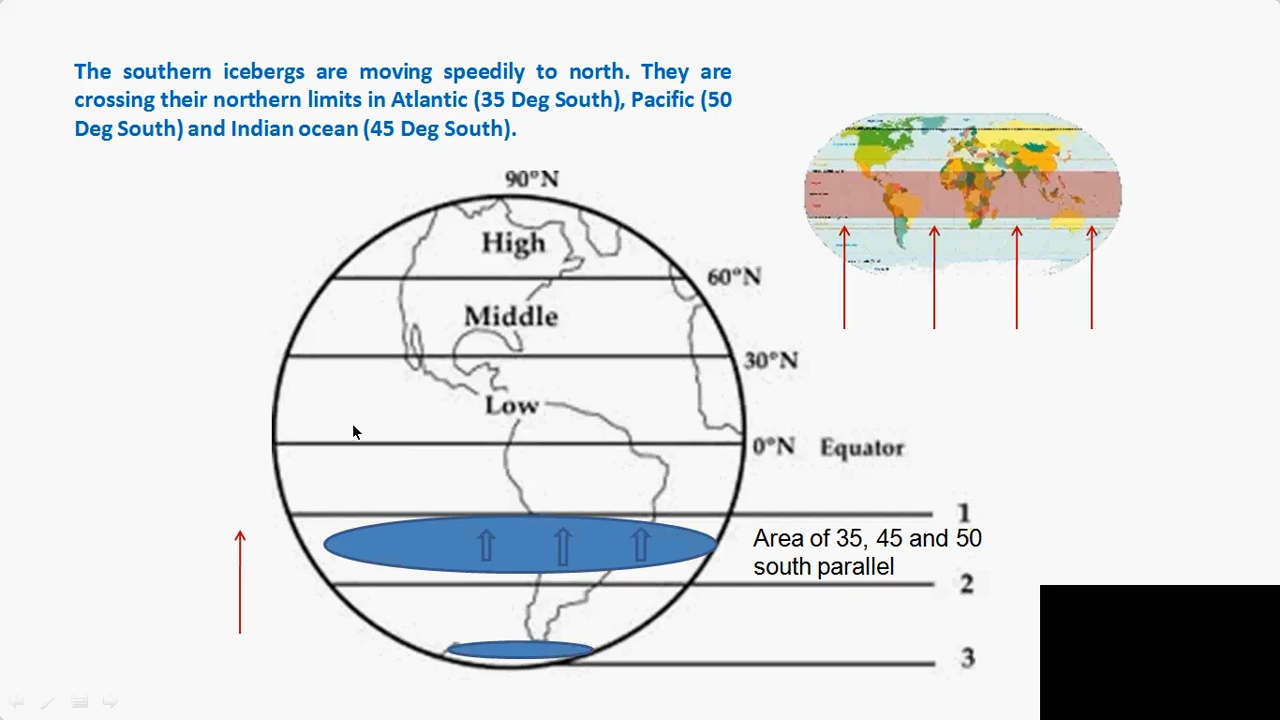 The southern icebergs are moving speedily to north. They are
crossing their northern limits in Atlantic (35 Deg South), Pacific (50
Deg South) and Indian ocean (45 Deg South).
90°N
High
60°N
Middle
30°N
Low
0°N Equator
1
Area of 35, 45 and 50
south parallel
2
3